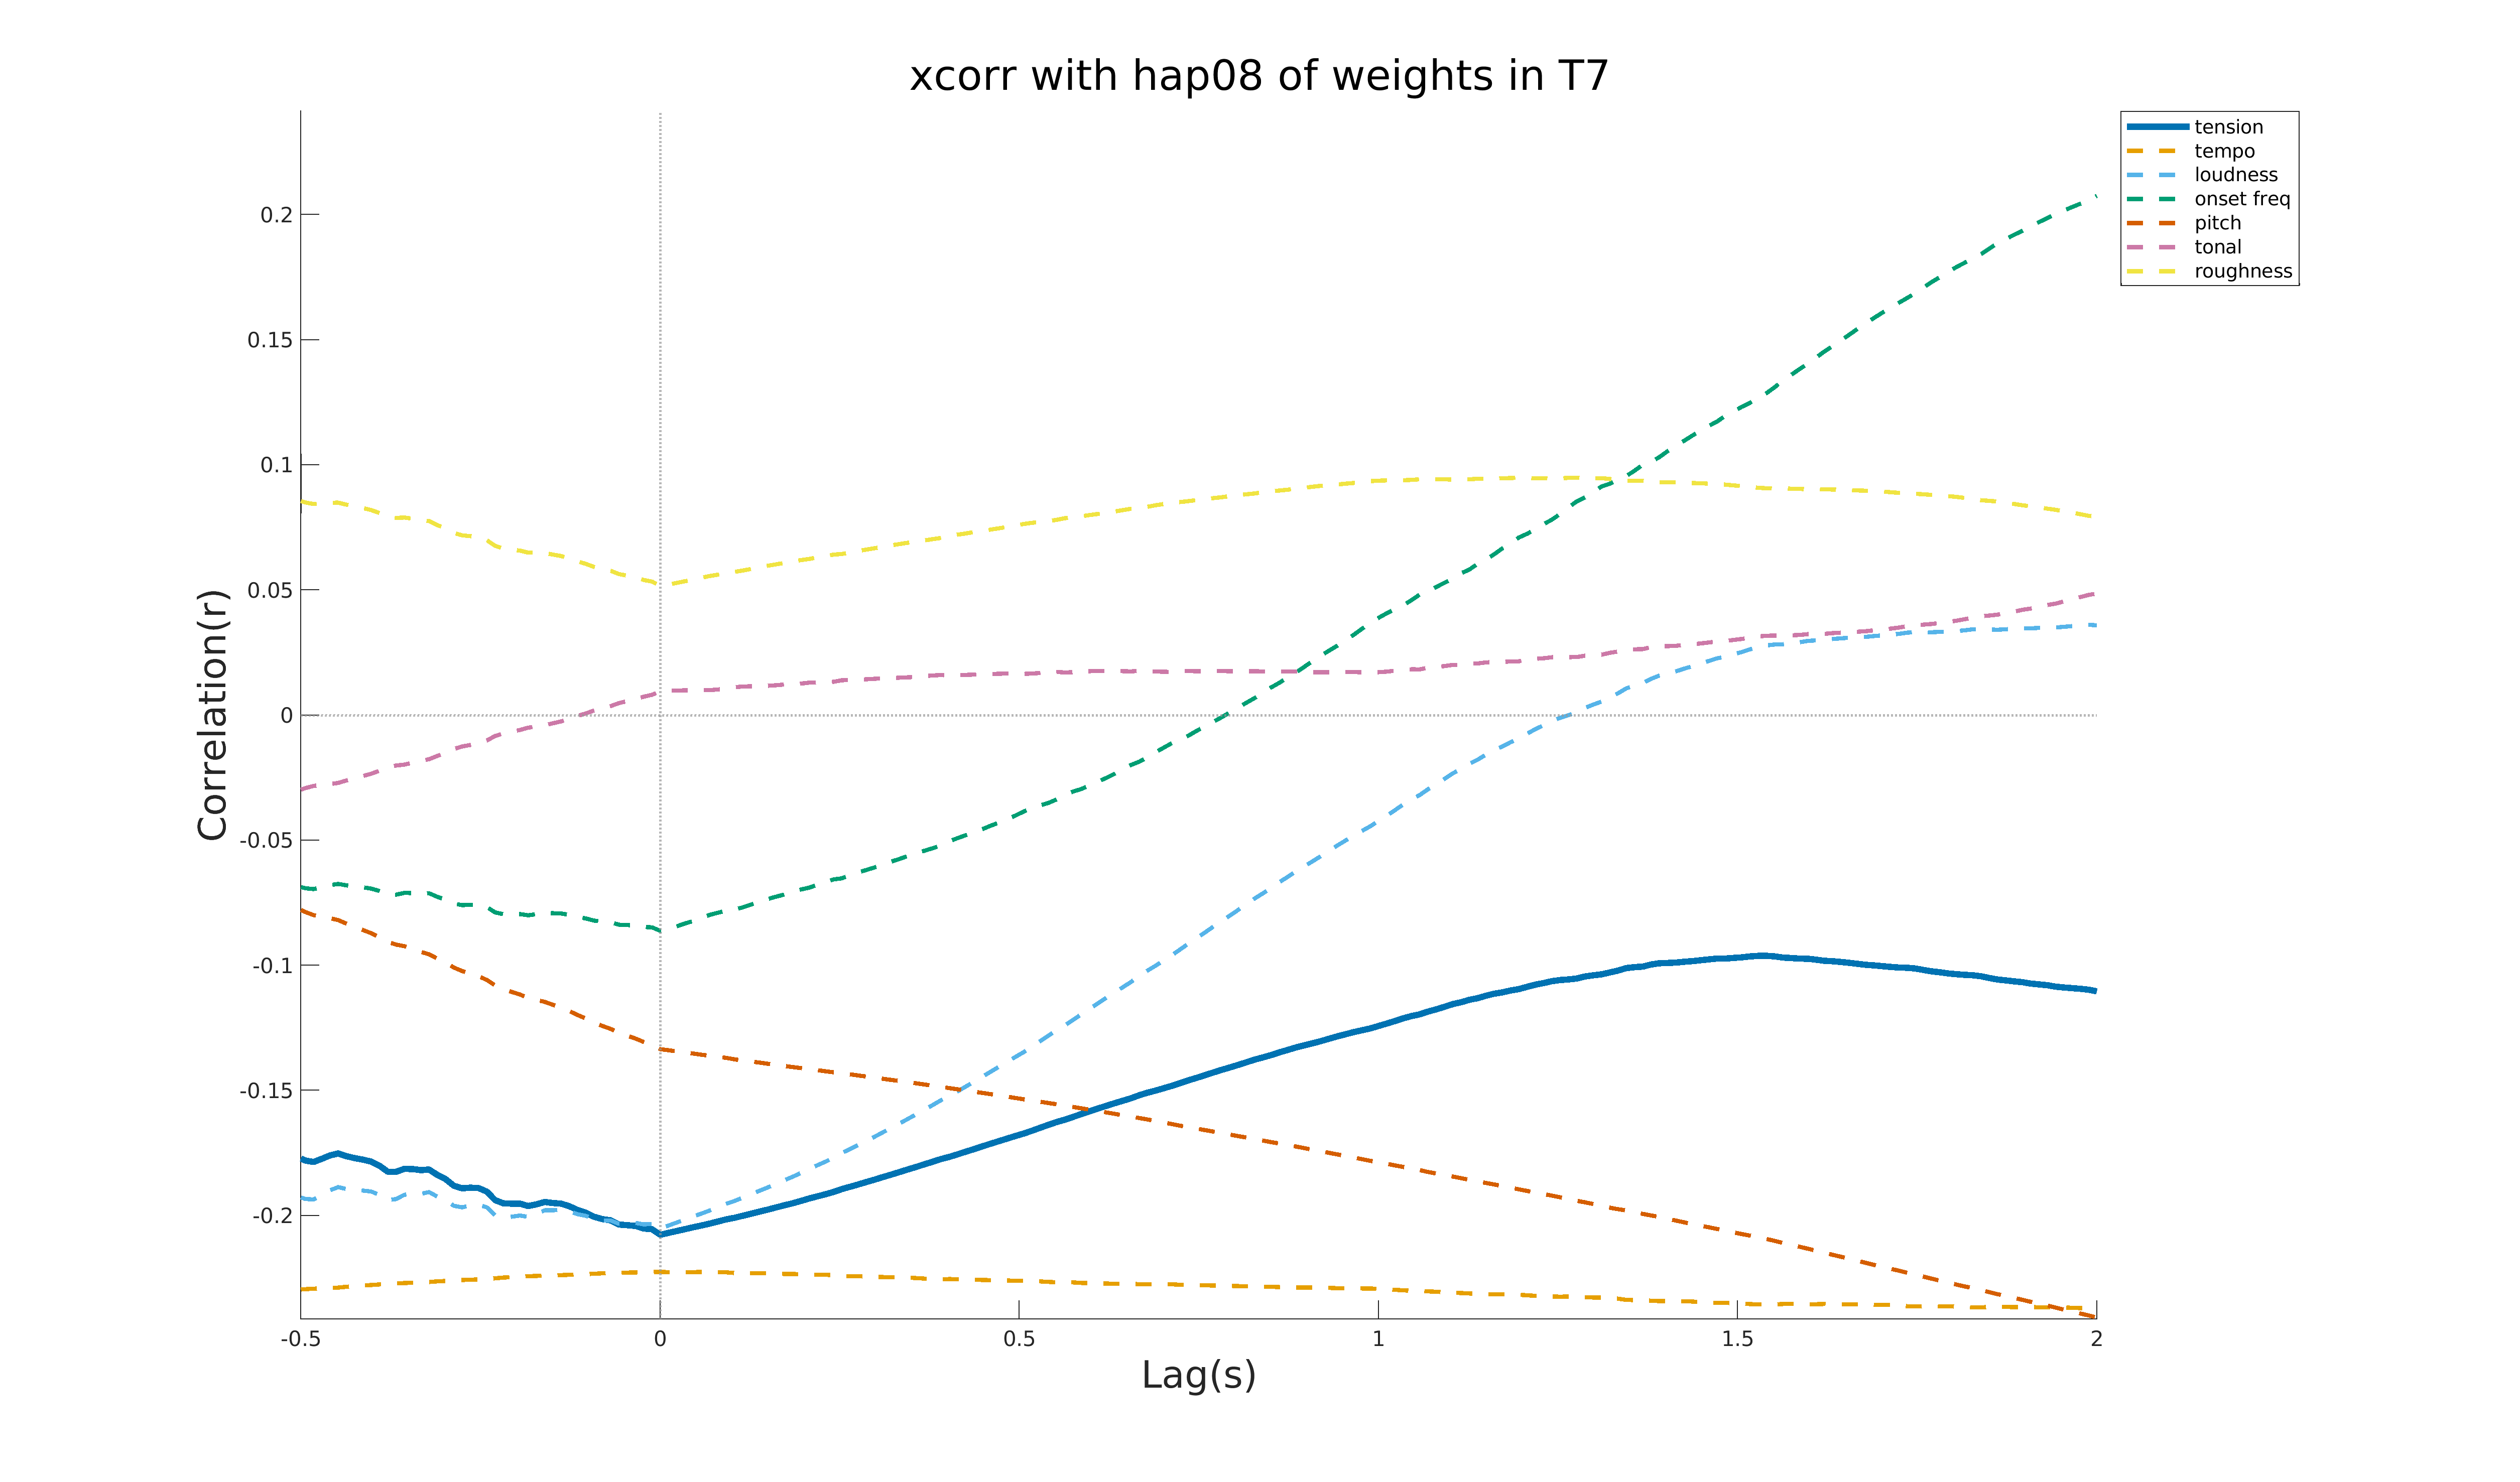 xcorr with hap08 of weights in T7
tension
tempo
loudness
onset freq
pitch
tonal
roughness
0.2
0.15
0.1
0.05
0
-0.05
-0.1
-0.15
-0.2
Correlation(r)
-0.5
0
0.5
1
1.5
2
Lag(s)